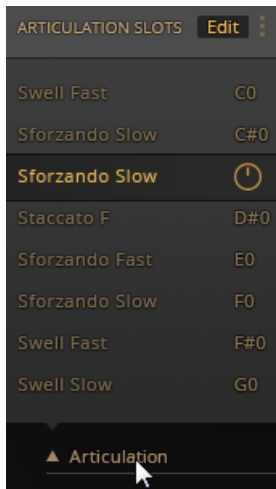 ARTICULATION SLOTS Edit
Swell Fast C0
Sforzando Slow C#0
Sforzando Slow
Staccato F D#0
Sforzando Fast E0
Sforzando Slow F0
Swell Fast F#0
Swell Slow G0
Articulation